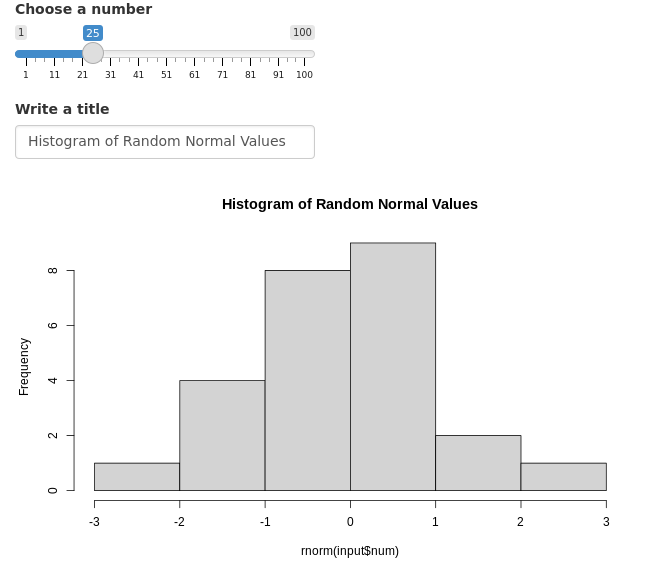 Choose a number
1 25 100
1 11 21 31 41 51 61 71 81 91 100
Write a title
Histogram of Random Normal Values
Histogram of Random Normal Values
Frequency
8
6
4
2
0
-3 -2 -1 0 1 2 3
rnorm(input$num)